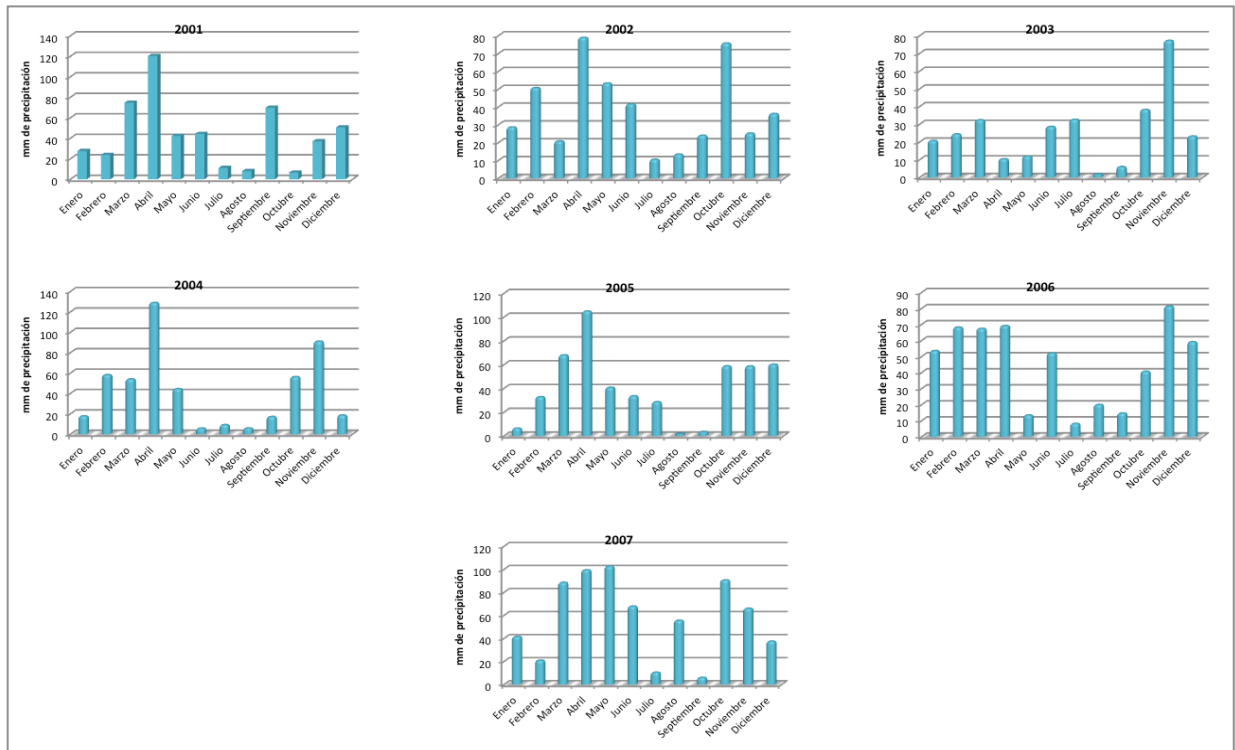 2001
mm de precipitación
140
120
100
80
60
40
20
0
Enero
Febrero
Marzo
Abril
Mayo
Junio
Julio
Agosto
Septiembre
Octubre
Noviembre
Diciembre
2002
mm de precipitación
80
70
60
50
40
30
20
10
0
Enero
Febrero
Marzo
Abril
Mayo
Junio
Julio
Agosto
Septiembre
Octubre
Noviembre
Diciembre
2003
mm de precipitación
80
70
60
50
40
30
20
10
0
Enero
Febrero
Marzo
Abril
Mayo
Junio
Julio
Agosto
Septiembre
Octubre
Noviembre
Diciembre
2004
mm de precipitación
140
120
100
80
60
40
20
0
Enero
Febrero
Marzo
Abril
Mayo
Junio
Julio
Agosto
Septiembre
Octubre
Noviembre
Diciembre
2005
mm de precipitación
120
100
80
60
40
20
0
Enero
Febrero
Marzo
Abril
Mayo
Junio
Julio
Agosto
Septiembre
Octubre
Noviembre
Diciembre
2006
mm de precipitación
90
80
70
60
50
40
30
20
10
0
Enero
Febrero
Marzo
Abril
Mayo
Junio
Julio
Agosto
Septiembre
Octubre
Noviembre
Diciembre
2007
mm de precipitación
120
100
80
60
40
20
0
Enero
Febrero
Marzo
Abril
Mayo
Junio
Julio
Agosto
Septiembre
Octubre
Noviembre
Diciembre